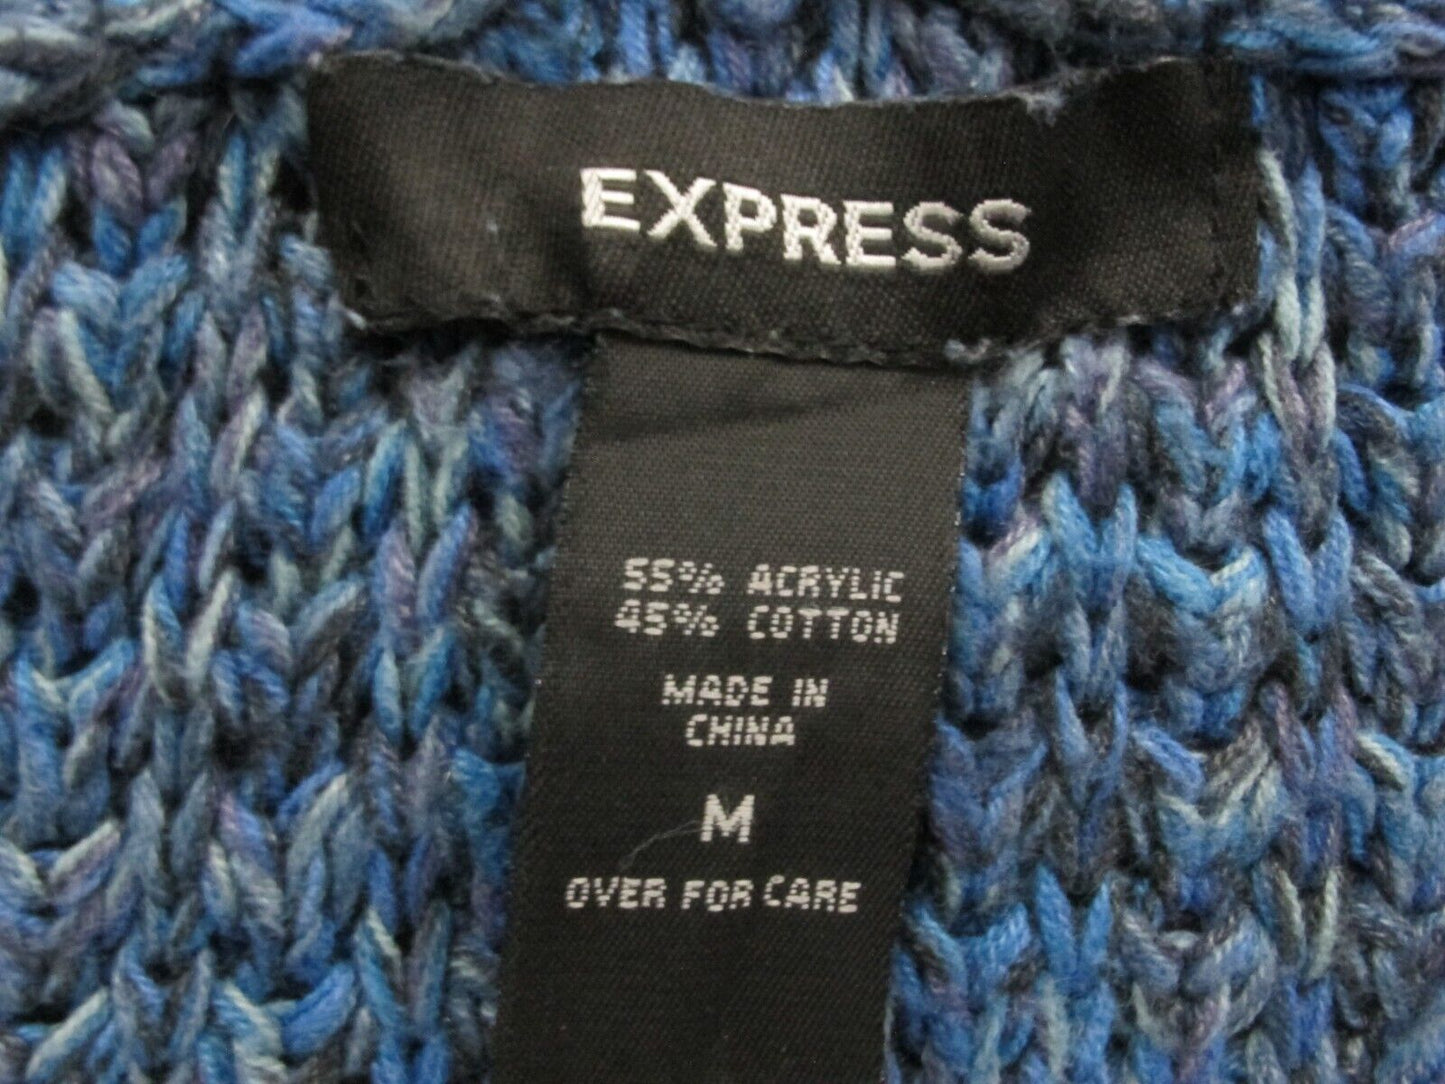 EXPRESS
55% ACRYLIC
45% COTTON
MADE IN
CHINA
M
OVER FOR CARE